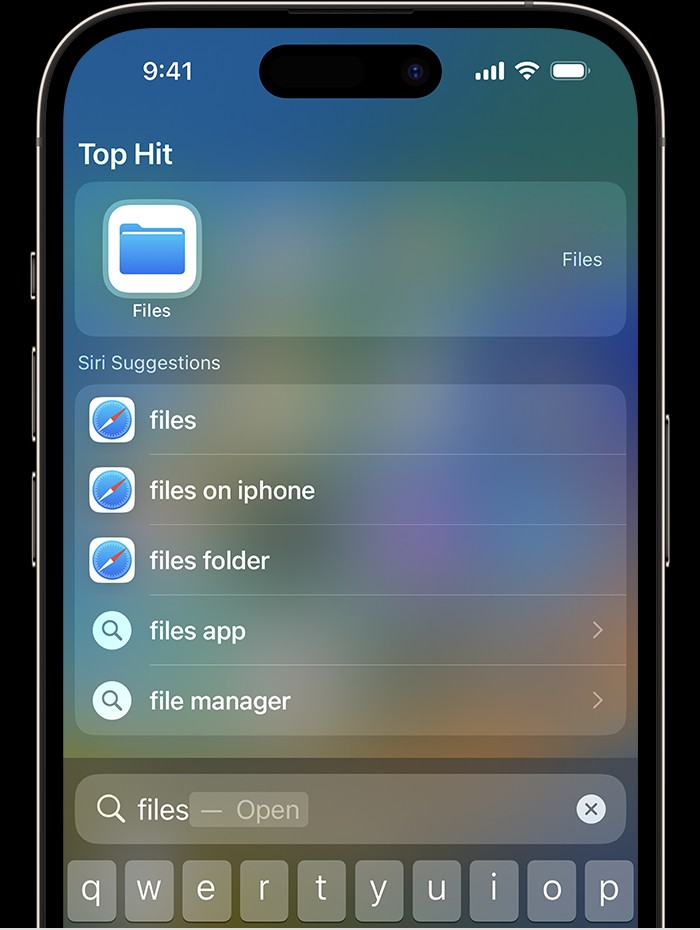 9:41
Top Hit
Files
Files
Siri Suggestions
files
files on iphone
files folder
files app
file manager
files — Open
q w e r t y u i o p